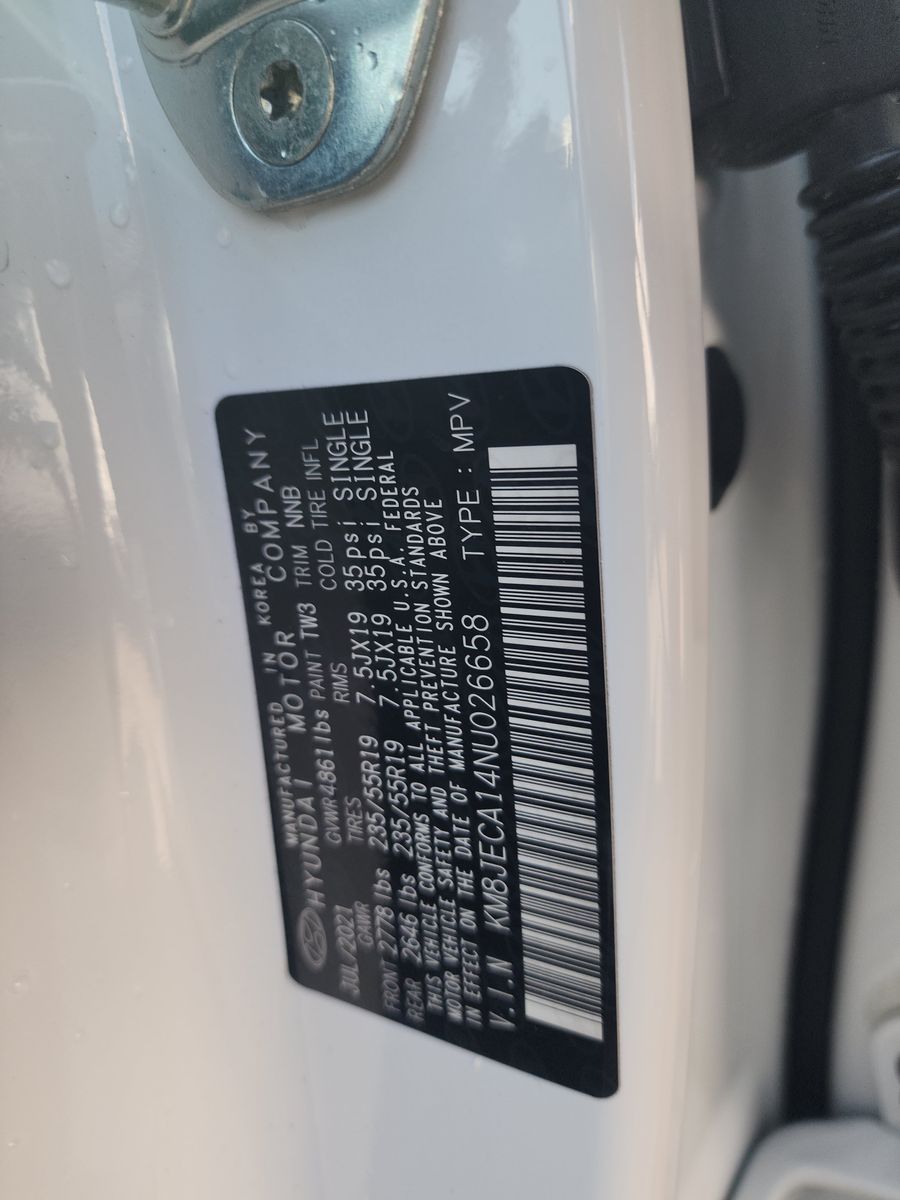 MANUFACTURED IN KOREA BY
HYUNDAI MOTOR COMPANY
JUL/2021 GVWR4861lbs PAINT TW3 TRIM NNB
GAWR TIRES RIMS COLD TIRE INFL
FRONT 2778 lbs 235/55R19 7.5JX19 35psi SINGLE
REAR 2646 lbs 235/55R19 7.5JX19 35psi SINGLE
THIS VEHICLE CONFORMS TO ALL APPLICABLE U.S.A. FEDERAL
MOTOR VEHICLE SAFETY AND THEFT PREVENTION STANDARDS
IN EFFECT ON THE DATE OF MANUFACTURE SHOWN ABOVE
V.I.N KM8JECA14NU026658 TYPE : MPV